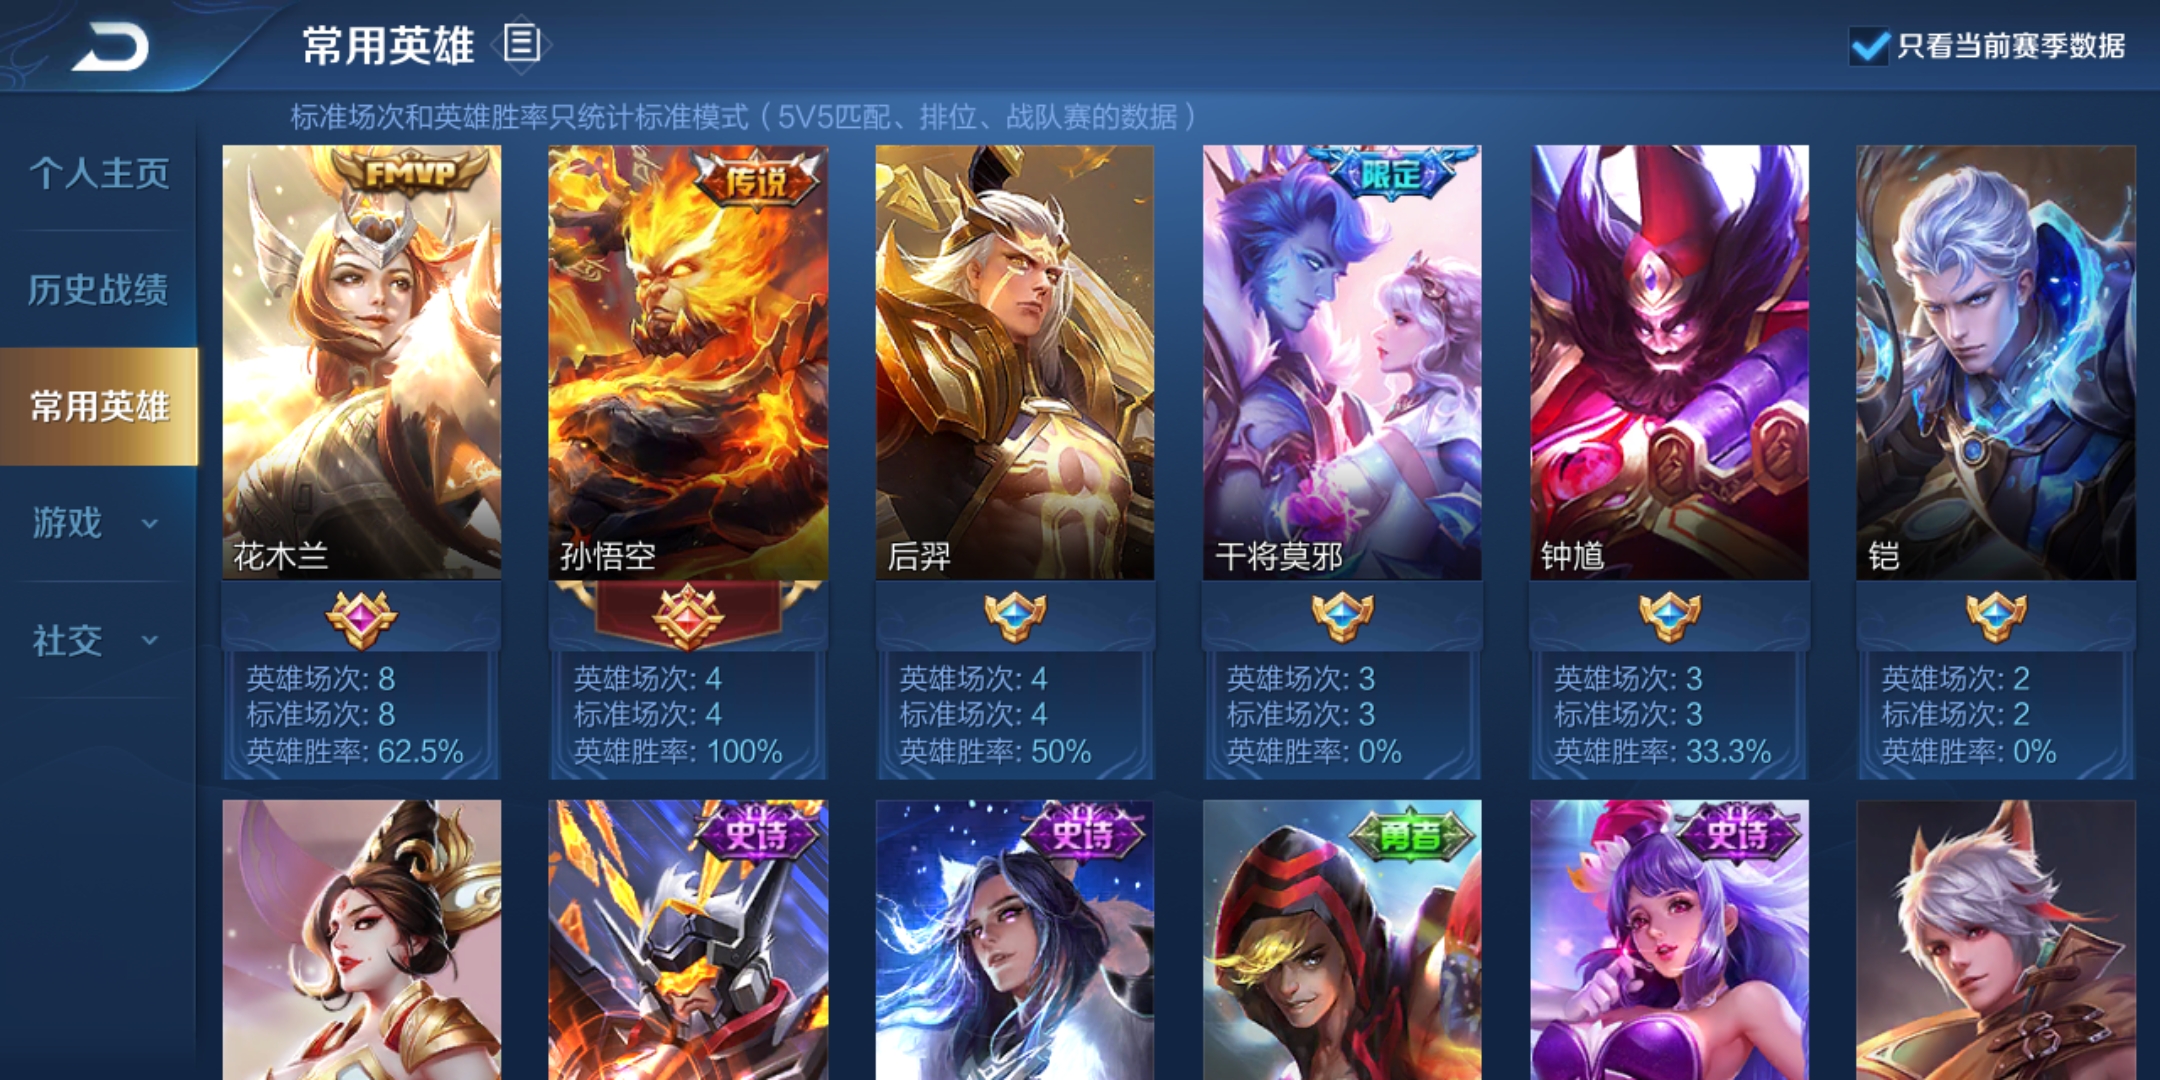 常用英雄
只看当前赛季数据
标准场次和英雄胜率只统计标准模式（5V5匹配、排位、战队赛的数据）
个人主页
历史战绩
常用英雄
游戏
社交
FMVP
花木兰
英雄场次: 8
标准场次: 8
英雄胜率: 62.5%
传说
孙悟空
英雄场次: 4
标准场次: 4
英雄胜率: 100%
后羿
英雄场次: 4
标准场次: 4
英雄胜率: 50%
限定
干将莫邪
英雄场次: 3
标准场次: 3
英雄胜率: 0%
钟馗
英雄场次: 3
标准场次: 3
英雄胜率: 33.3%
铠
英雄场次: 2
标准场次: 2
英雄胜率: 0%
史诗
史诗
勇者
史诗